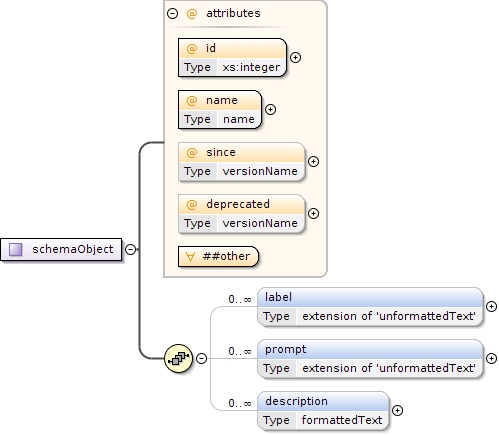 @ attributes
@ id
Type xs:integer
@ name
Type name
@ since
Type versionName
@ deprecated
Type versionName
∀ ##other
schemaObject
0..∞ label
Type extension of 'unformattedText'
0..∞ prompt
Type extension of 'unformattedText'
0..∞ description
Type formattedText